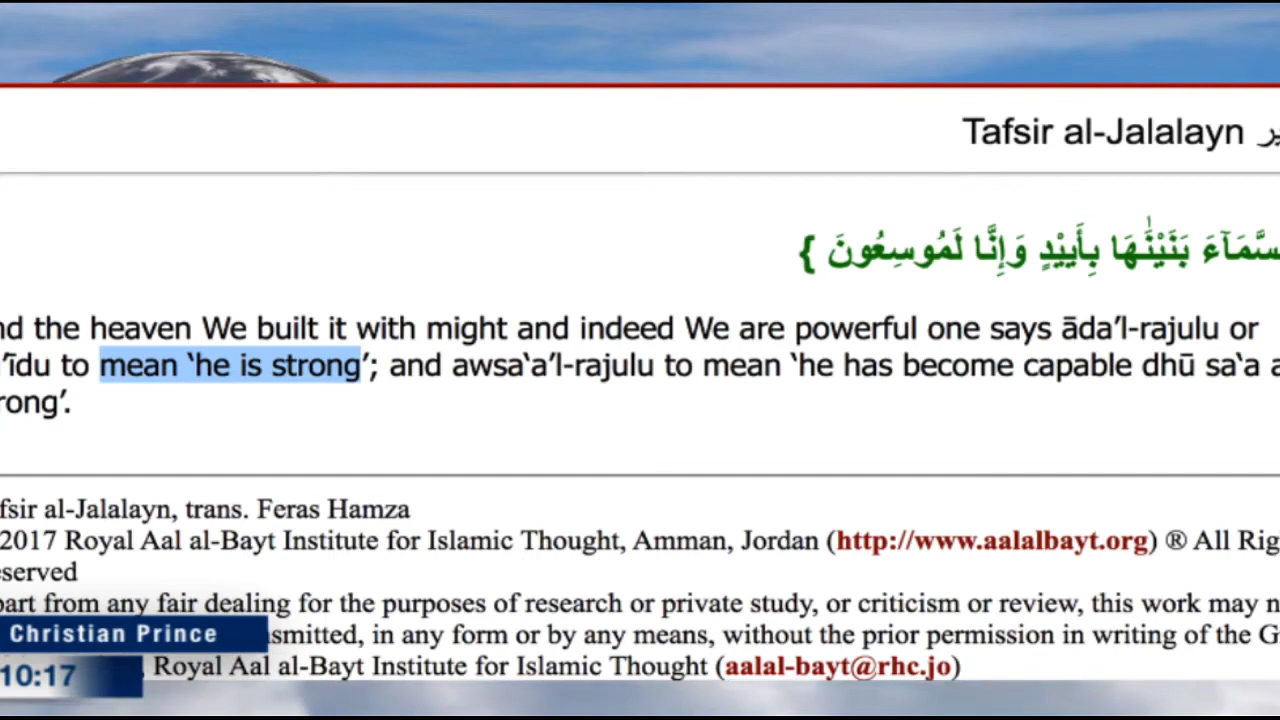 Tafsir al-Jalalayn
بَنَيْنَٰهَا بِأَييْدٍ وَإِنَّا لَمُوسِعُونَ }
the heaven We built it with might and indeed We are powerful one says āda’l-rajulu or
to mean ‘he is strong’; and awsa‘a’l-rajulu to mean ‘he has become capable dhū sa‘a
rong’.
fsir al-Jalalayn, trans. Feras Hamza
2017 Royal Aal al-Bayt Institute for Islamic Thought, Amman, Jordan (http://www.aalalbayt.org) ® All Rig
served
part from any fair dealing for the purposes of research or private study, or criticism or review, this work may
smitted, in any form or by any means, without the prior permission in writing of the
Royal Aal al-Bayt Institute for Islamic Thought (aalal-bayt@rhc.jo)
Christian Prince
10:17